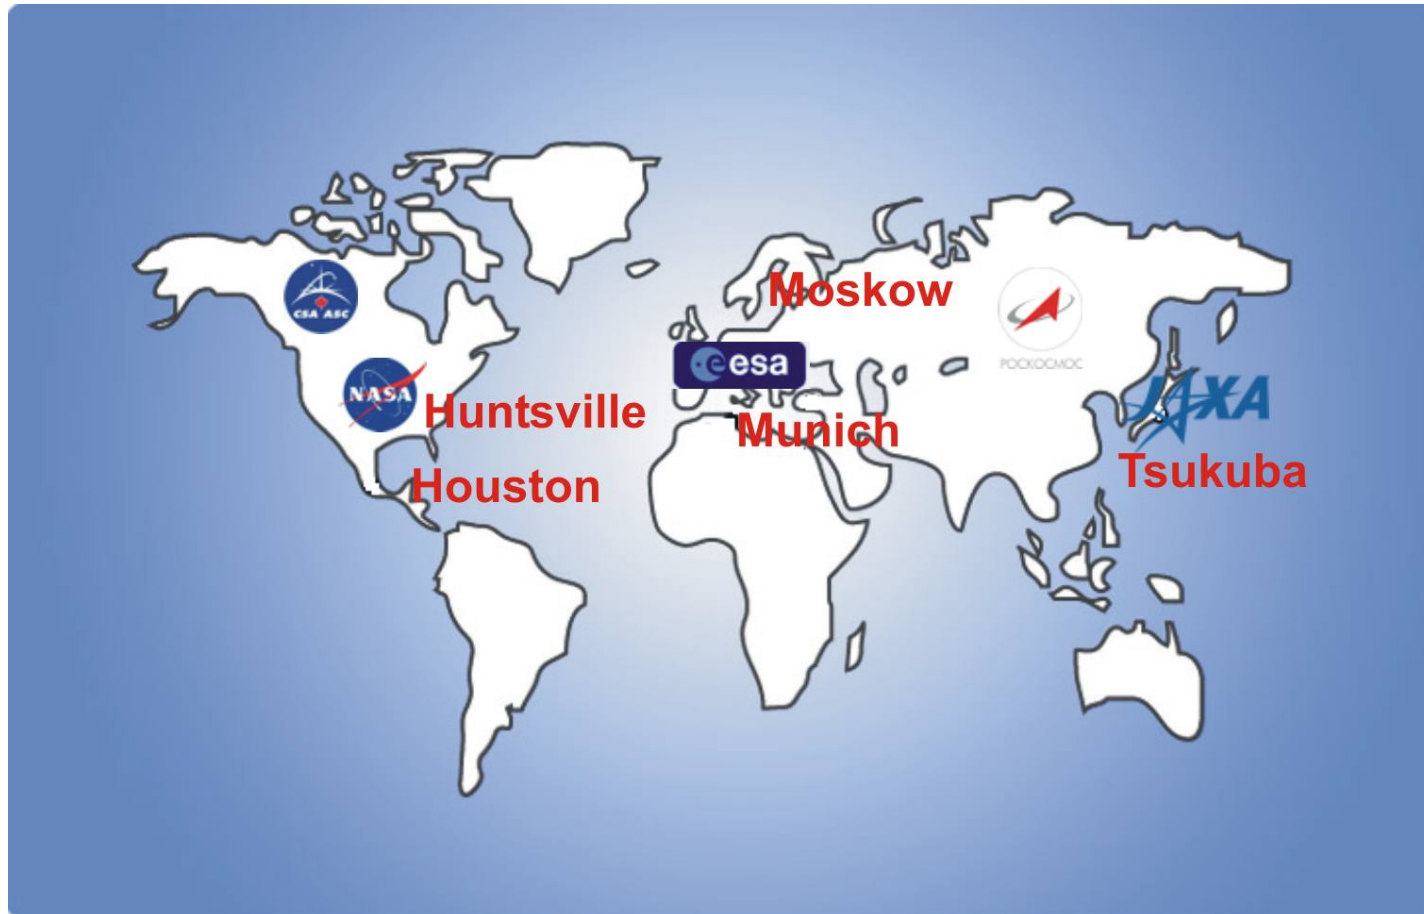 Moskow
CSA ASC
esa
РОСКОСМОС
NASA
Huntsville
JAXA
Munich
Tsukuba
Houston